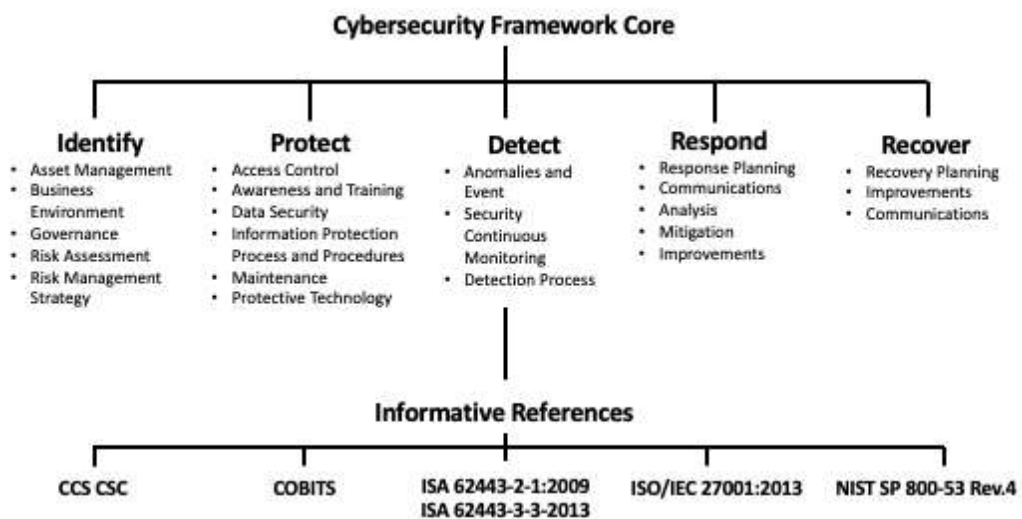 Cybersecurity Framework Core
Identify
• Asset Management
• Business
Environment
• Governance
• Risk Assessment
• Risk Management
Strategy
Protect
• Access Control
• Awareness and Training
• Data Security
• Information Protection
Process and Procedures
• Maintenance
• Protective Technology
Detect
• Anomalies and
Event
• Security
Continuous
Monitoring
• Detection Process
Respond
• Response Planning
• Communications
• Analysis
• Mitigation
• Improvements
Recover
• Recovery Planning
• Improvements
• Communications
Informative References
CCS CSC
COBITS
ISA 62443-2-1:2009
ISA 62443-3-3-2013
ISO/IEC 27001:2013
NIST SP 800-53 Rev.4